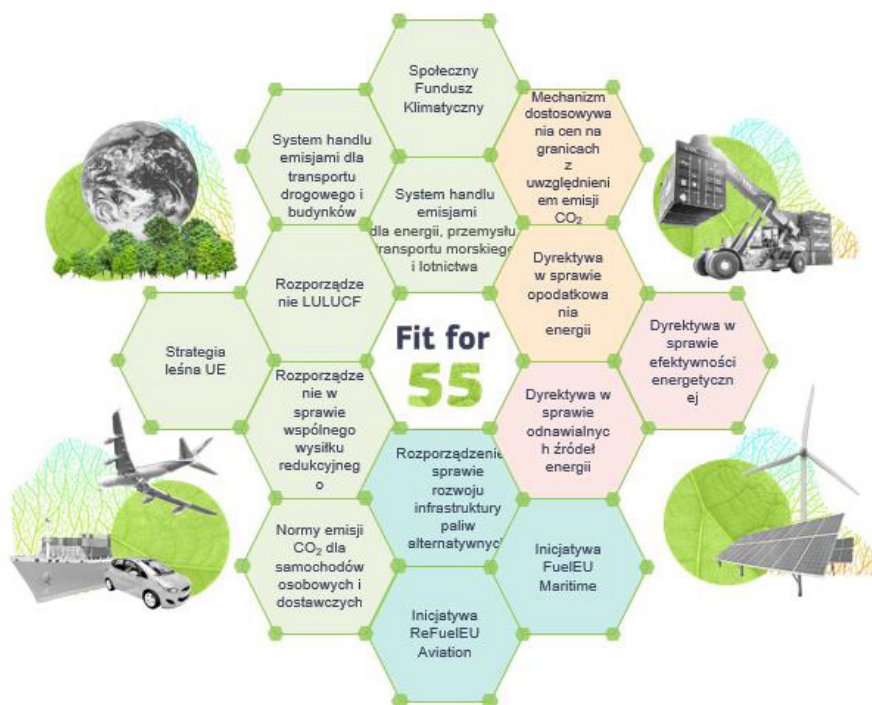 Społeczny
Fundusz
Klimatyczny
Mechanizm
dostosowywa
nia cen na
granicach
z
uwzględnieni
em emisji
CO₂
System handlu
emisjami dla
transportu
drogowego i
budynków
System handlu
emisjami
dla energii, przemysłu
transportu morskiego
i lotnictwa
Rozporządze
nie LULUCF
Dyrektywa
w sprawie
opodatkowa
nia
energii
Strategia
leśna UE
Fit for
55
Dyrektywa w
sprawie
efektywności
energetyczn
ej
Rozporządze
nie w
sprawie
wspólnego
wysiłku
redukcyjneg
o
Dyrektywa w
sprawie
odnawialnyc
h źródeł
energii
Rozporządzenie
sprawie
rozwoju
infrastruktury
paliw
alternatywnych
Normy emisji
CO₂ dla
samochodów
osobowych i
dostawczych
Inicjatywa
FuelEU
Maritime
Inicjatywa
ReFuelEU
Aviation